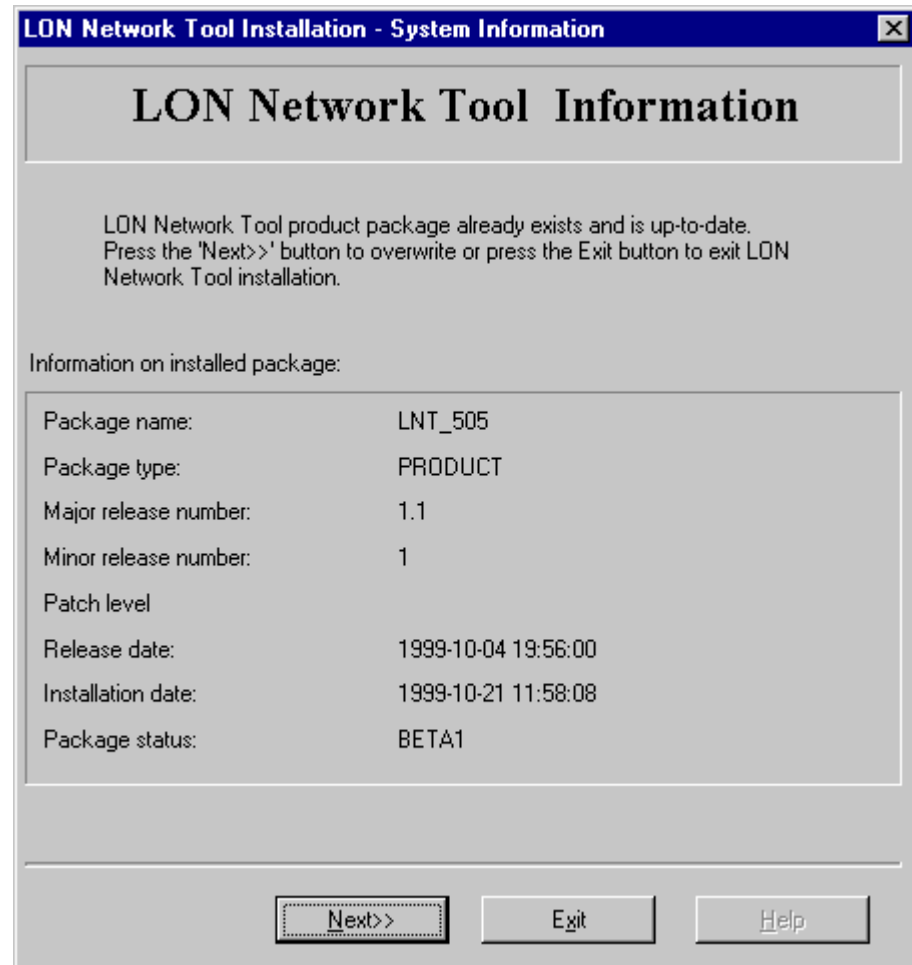 LON Network Tool Installation - System Information
LON Network Tool Information
LON Network Tool product package already exists and is up-to-date.
Press the 'Next>>' button to overwrite or press the Exit button to exit LON
Network Tool installation.
Information on installed package:
Package name: LNT_505
Package type: PRODUCT
Major release number: 1.1
Minor release number: 1
Patch level
Release date: 1999-10-04 19:56:00
Installation date: 1999-10-21 11:58:08
Package status: BETA1
Next>> Exit Help